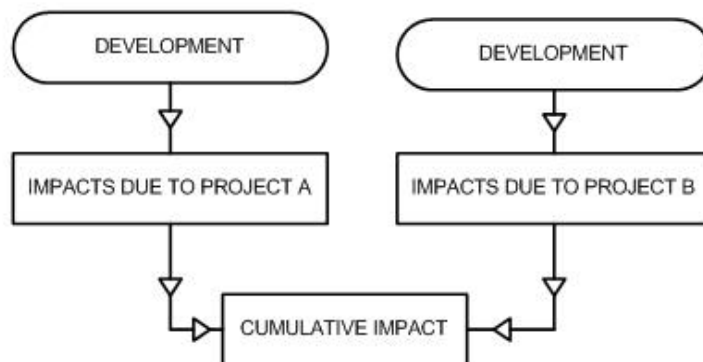 DEVELOPMENT
DEVELOPMENT
IMPACTS DUE TO PROJECT A
IMPACTS DUE TO PROJECT B
CUMULATIVE IMPACT